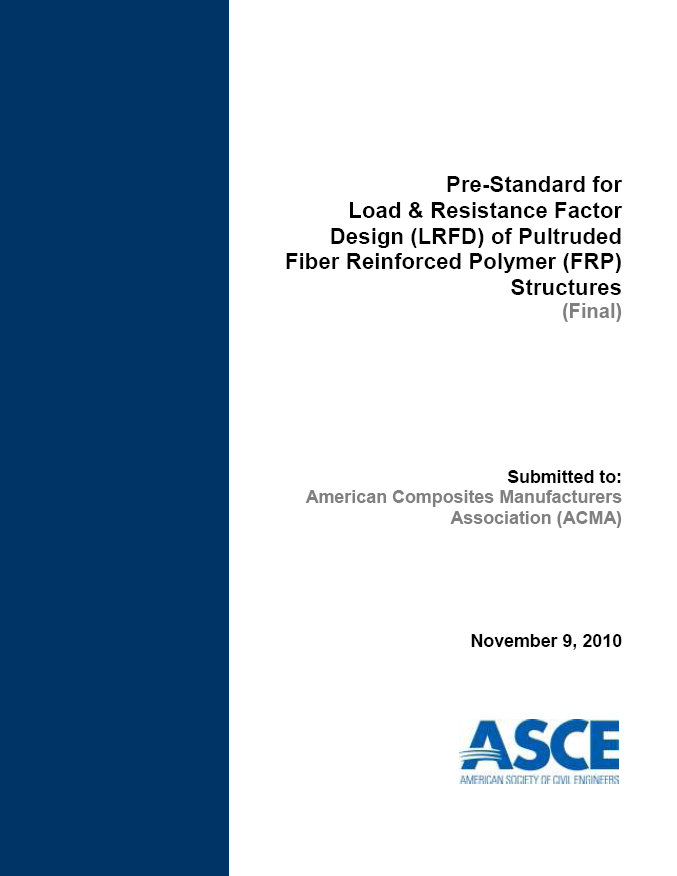 Pre-Standard for
Load & Resistance Factor
Design (LRFD) of Pultruded
Fiber Reinforced Polymer (FRP)
Structures
(Final)
Submitted to:
American Composites Manufacturers
Association (ACMA)
November 9, 2010
ASCE
AMERICAN SOCIETY OF CIVIL ENGINEERS